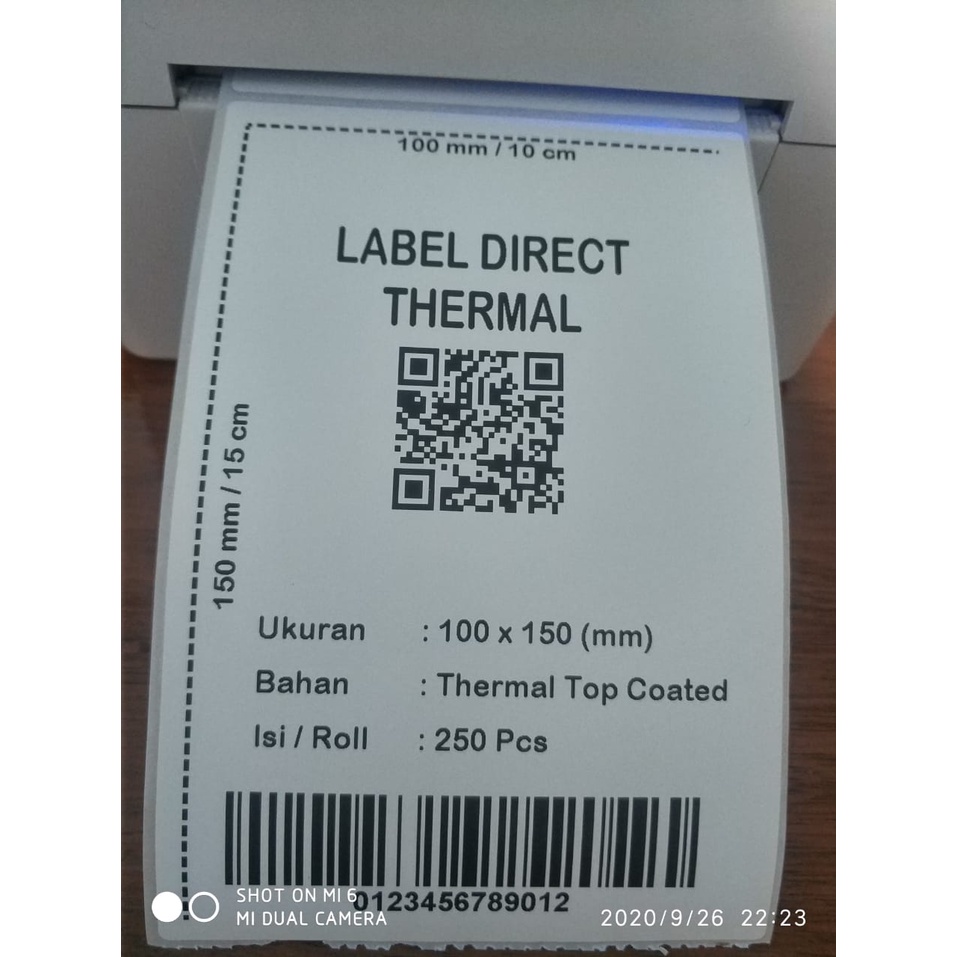 100 mm / 10 cm
LABEL DIRECT
THERMAL
150 mm / 15 cm
Ukuran : 100 x 150 (mm)
Bahan : Thermal Top Coated
Isi / Roll : 250 Pcs
0123456789012
SHOT ON MI 6
MI DUAL CAMERA
2020/9/26 22:23